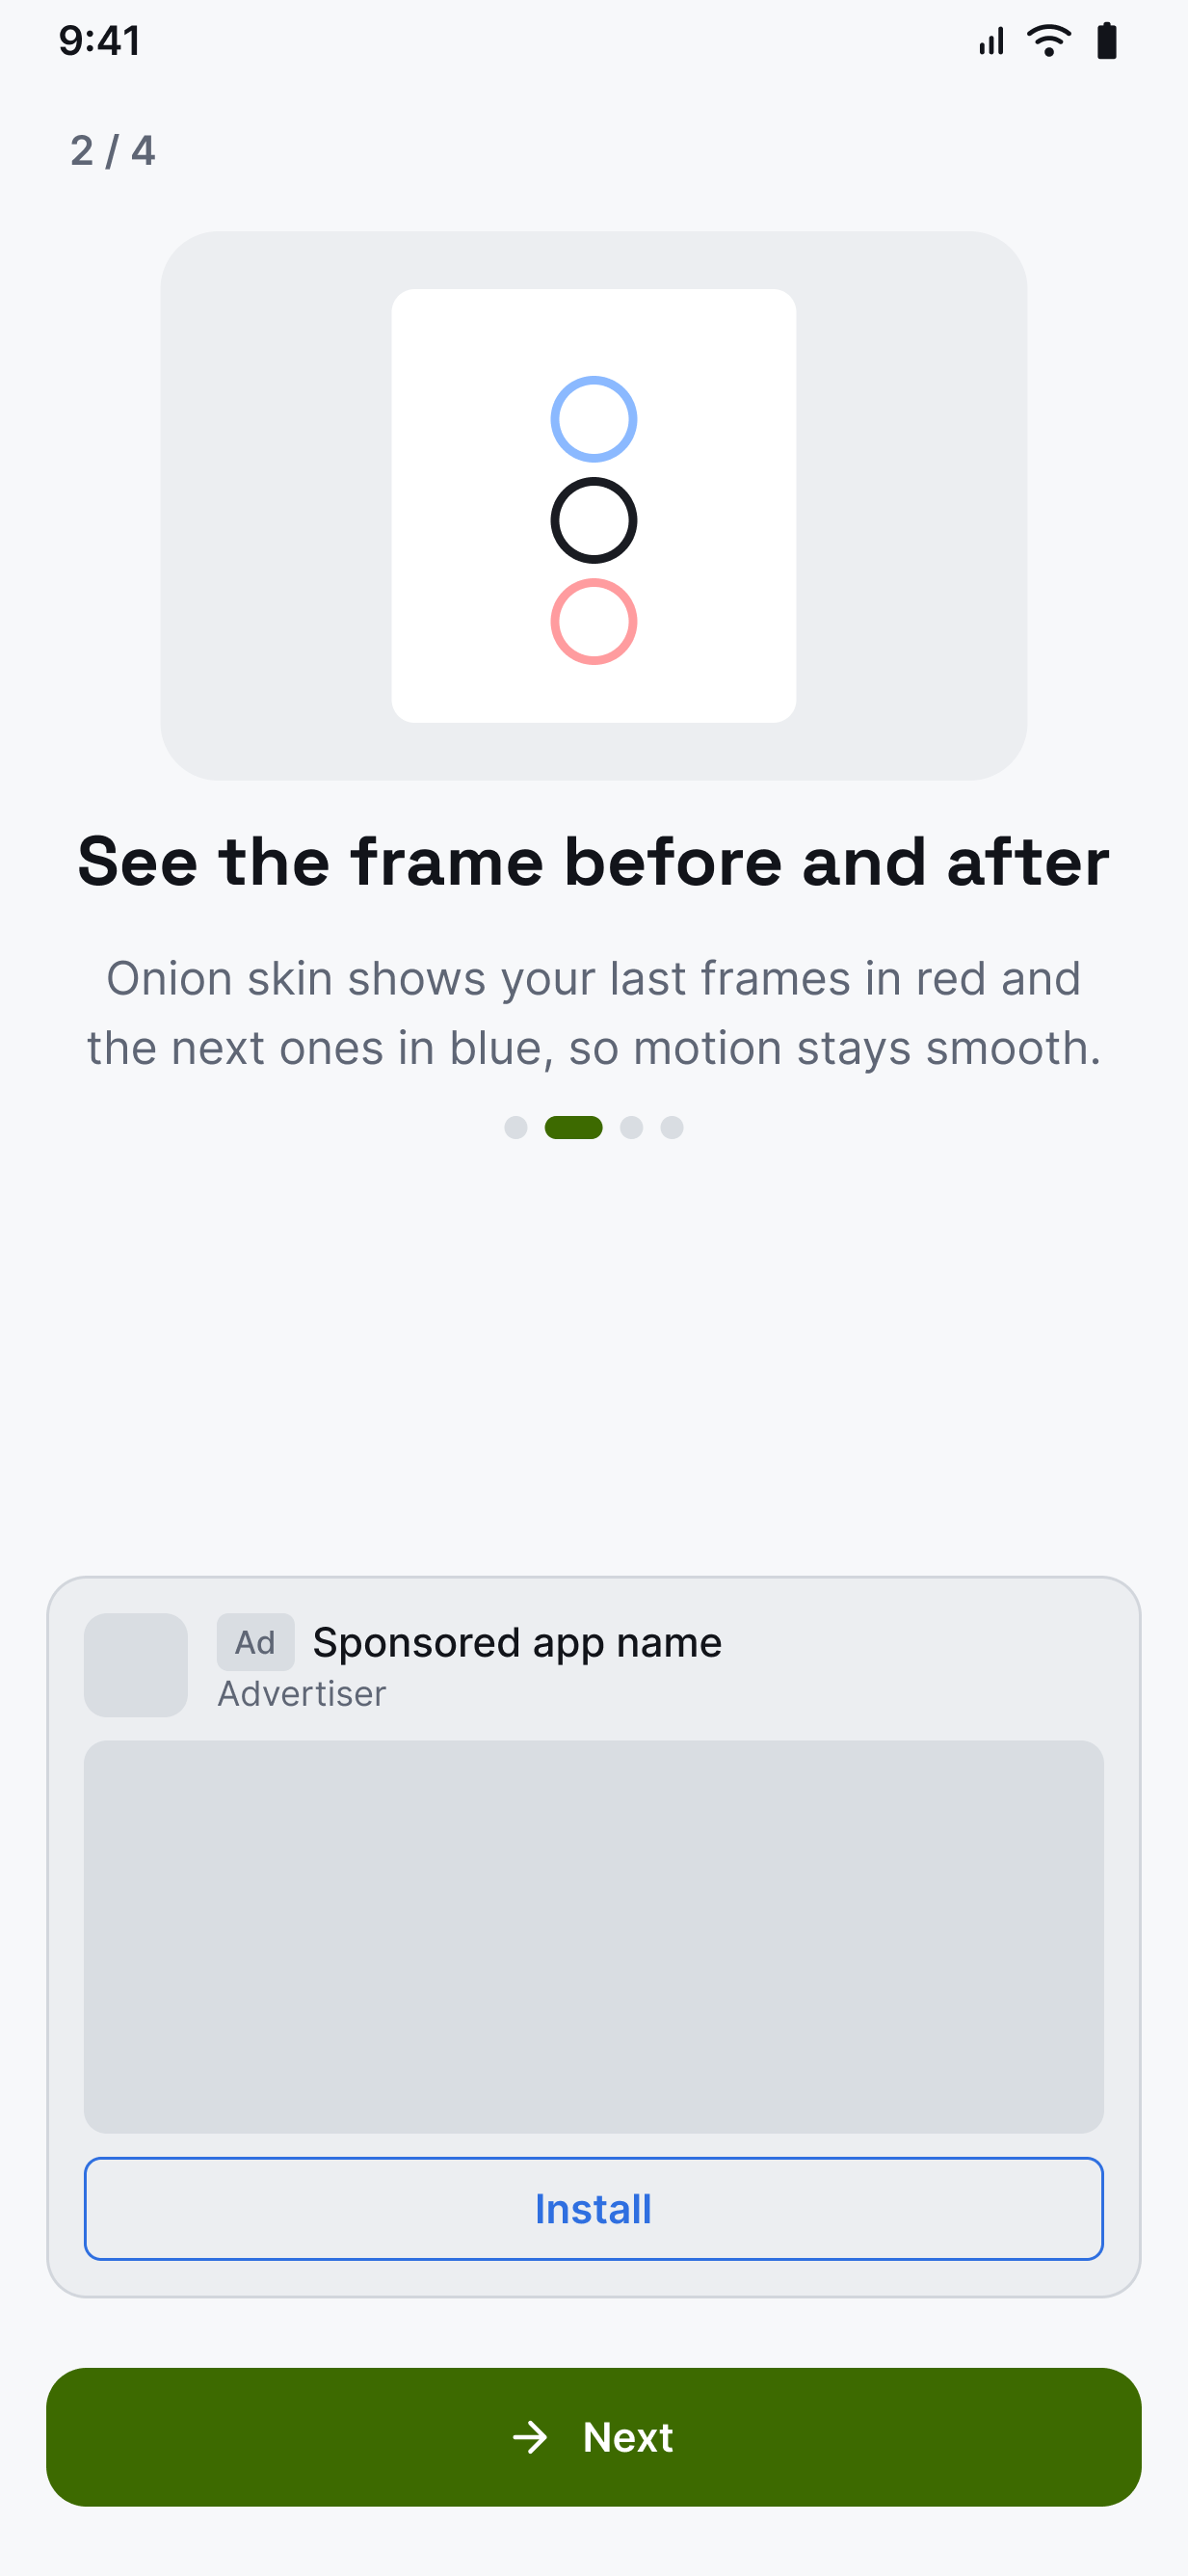 9:41
2 / 4
See the frame before and after
Onion skin shows your last frames in red and
the next ones in blue, so motion stays smooth.
Ad Sponsored app name
Advertiser
Install
Next